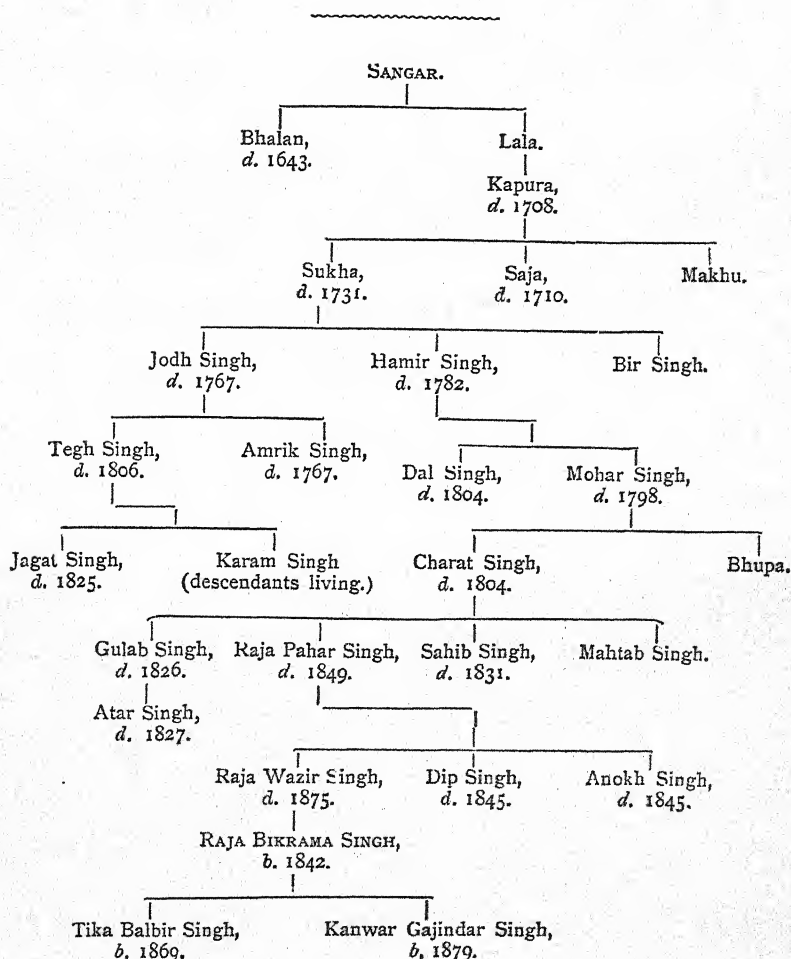 SANGAR.
Bhalan, Lala.
d. 1643.
Kapura,
d. 1708.
Sukha, Saja, Makhu.
d. 1731. d. 1710.
Jodh Singh, Hamir Singh, Bir Singh.
d. 1767. d. 1782.
Tegh Singh, Amrik Singh, Dal Singh, Mohar Singh,
d. 1806. d. 1767. d. 1804. d. 1798.
Jagat Singh, Karam Singh Charat Singh, Bhupa.
d. 1825. (descendants living.) d. 1804.
Gulab Singh, Raja Pahar Singh, Sahib Singh, Mahtab Singh.
d. 1826. d. 1849. d. 1831.
Atar Singh,
d. 1827.
Raja Wazir Singh, Dip Singh, Anokh Singh,
d. 1875. d. 1845. d. 1845.
RAJA BIKRAMA SINGH,
b. 1842.
Tika Balbir Singh, Kanwar Gajindar Singh,
b. 1869. b. 1879.